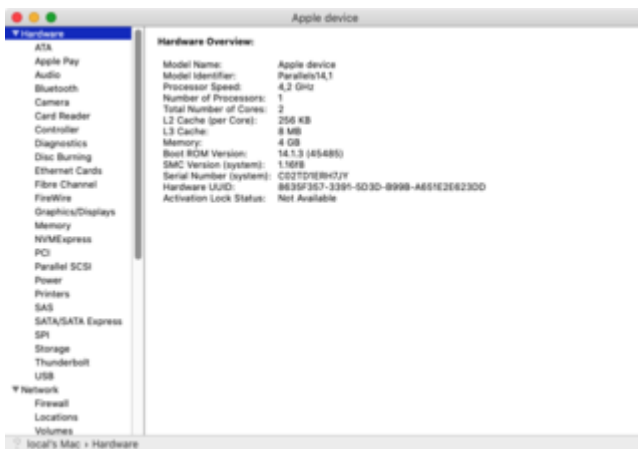 Apple device
Hardware
ATA
Apple Pay
Audio
Bluetooth
Camera
Card Reader
Controller
Diagnostics
Disc Burning
Ethernet Cards
Fibre Channel
FireWire
Graphics/Displays
Memory
NVMExpress
PCI
Parallel SCSI
Power
Printers
SAS
SATA/SATA Express
SPI
Storage
Thunderbolt
USB
Network
Firewall
Locations
Volumes
Hardware Overview:
Model Name: Apple device
Model Identifier: Parallels14,1
Processor Speed: 4,2 GHz
Number of Processors: 1
Total Number of Cores: 2
L2 Cache (per Core): 256 KB
L3 Cache: 8 MB
Memory: 4 GB
Boot ROM Version: 14.1.3 (45485)
SMC Version (system): 1.16f8
Serial Number (system):
Hardware UUID:
Activation Lock Status: Not Available
local's Mac › Hardware